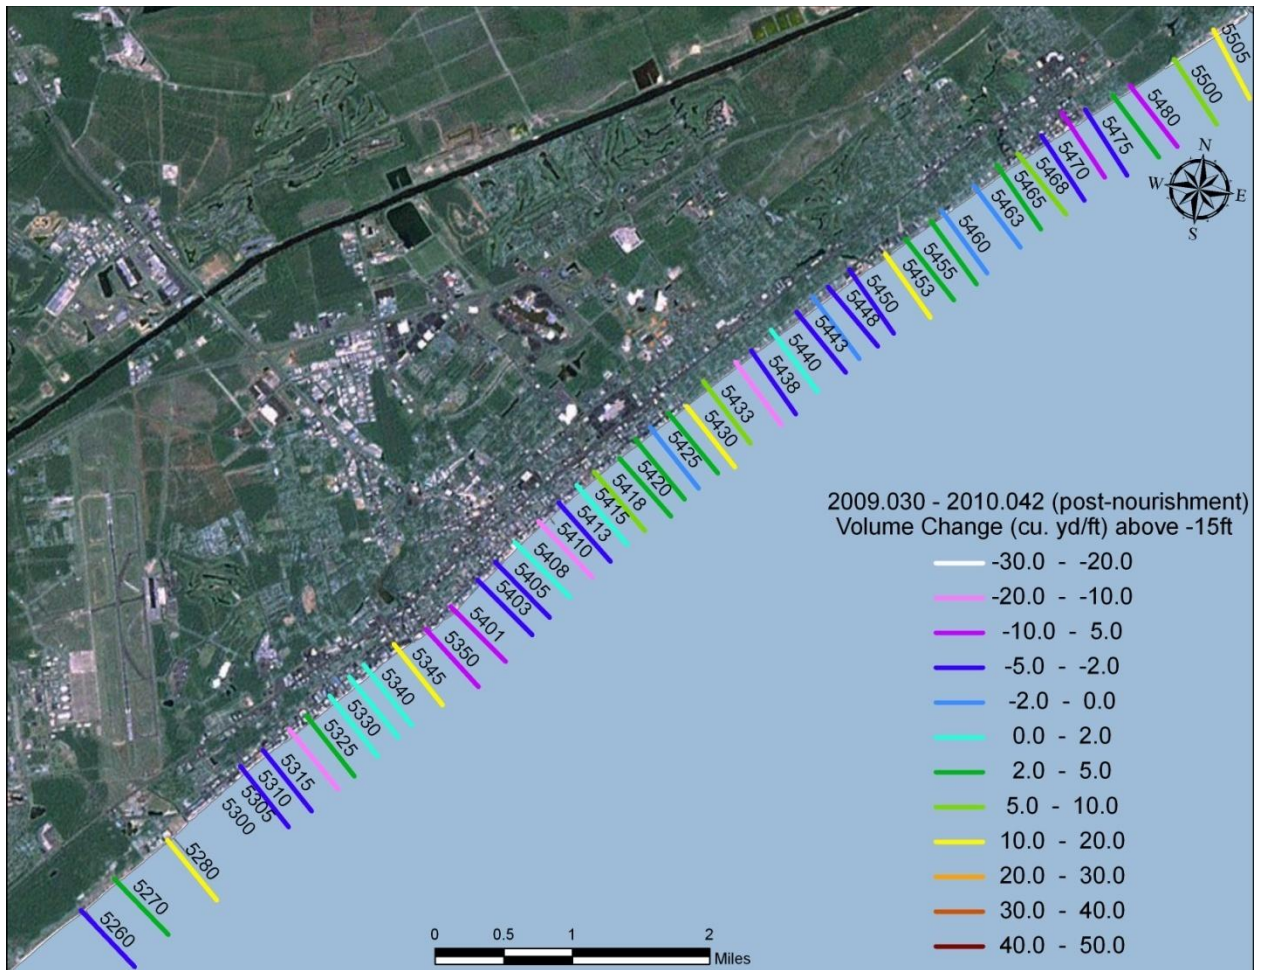 5505
5500
5480
5475
5470
5468
5465
5463
5460
5455
5453
5450
5448
5443
5440
5438
5433
5430
5425
5420
5418
5415
5413
5410
5408
5405
5403
5401
5350
5345
5340
5330
5325
5315
5310
5305
5300
5280
5270
5260
N
W E
S
2009.030 - 2010.042 (post-nourishment)
Volume Change (cu. yd/ft) above -15ft
-30.0 - -20.0
-20.0 - -10.0
-10.0 - 5.0
-5.0 - -2.0
-2.0 - 0.0
0.0 - 2.0
2.0 - 5.0
5.0 - 10.0
10.0 - 20.0
20.0 - 30.0
30.0 - 40.0
40.0 - 50.0
0 0.5 1 2
Miles